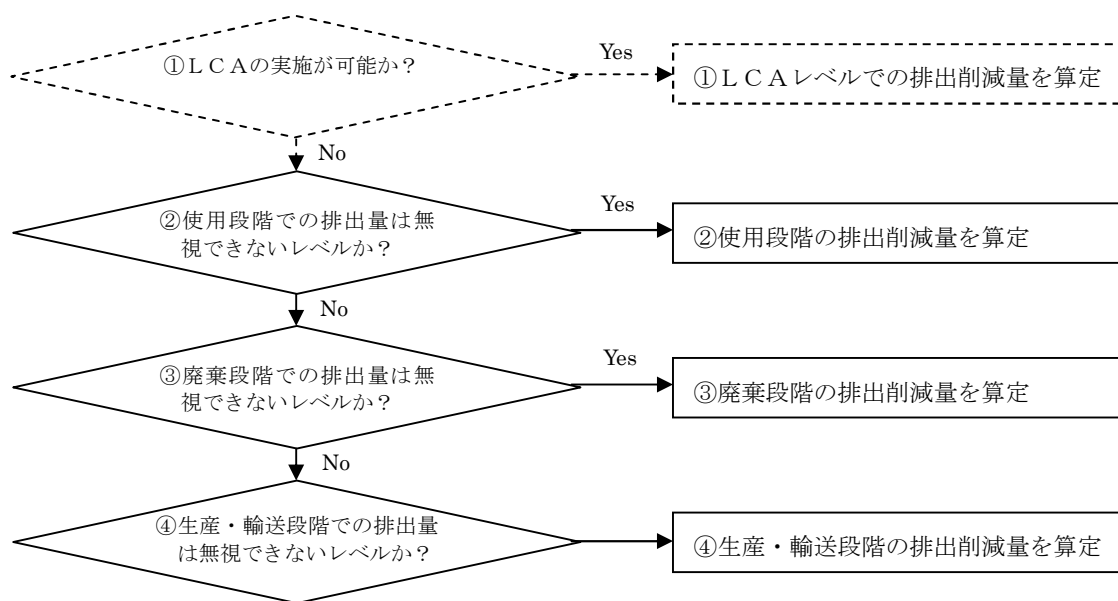 ①ＬＣＡの実施が可能か？
Yes
①ＬＣＡレベルでの排出削減量を算定
No
②使用段階での排出量は無
視できないレベルか？
Yes
②使用段階の排出削減量を算定
No
③廃棄段階での排出量は無
視できないレベルか？
Yes
③廃棄段階の排出削減量を算定
No
④生産・輸送段階での排出量
は無視できないレベルか？
④生産・輸送段階の排出削減量を算定